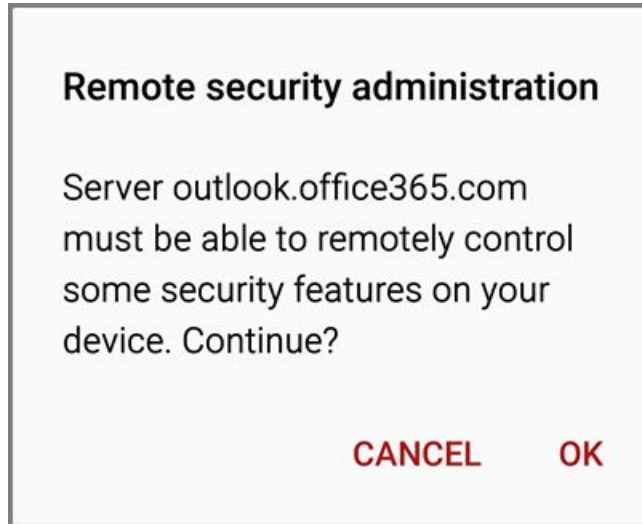 Remote security administration
Server outlook.office365.com
must be able to remotely control
some security features on your
device. Continue?
CANCEL OK